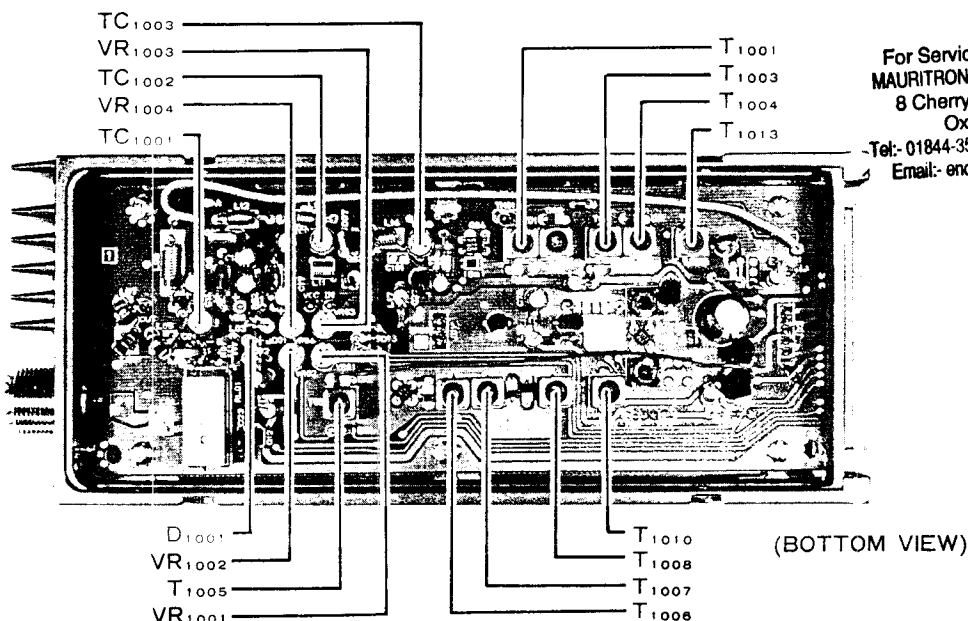 TC1003
VR1003
TC1002
VR1004
TC1001
T1001
T1003
T1004
T1013
For Servic
MAURITRON
8 Cherry
Ox
Tel:- 01844-35
Email:- enq
D1001
VR1002
T1005
VR1001
T1010
T1008
T1007
T1006
(BOTTOM VIEW)